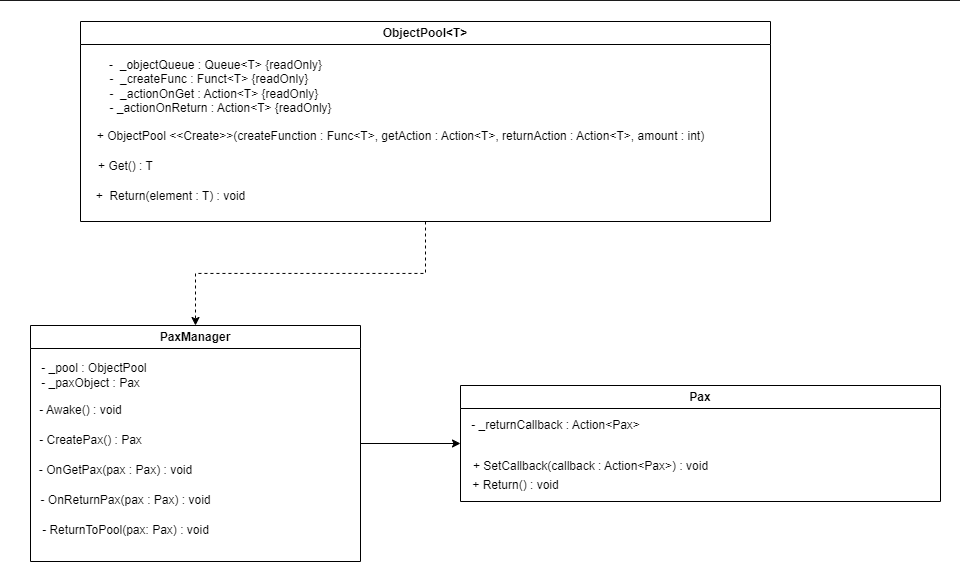 ObjectPool<T>
- _objectQueue : Queue<T> {readOnly}
- _createFunc : Funct<T> {readOnly}
- _actionOnGet : Action<T> {readOnly}
- _actionOnReturn : Action<T> {readOnly}
+ ObjectPool <<Create>>(createFunction : Func<T>, getAction : Action<T>, returnAction : Action<T>, amount : int)
+ Get() : T
+ Return(element : T) : void
PaxManager
- _pool : ObjectPool
- _paxObject : Pax
- Awake() : void
- CreatePax() : Pax
- OnGetPax(pax : Pax) : void
- OnReturnPax(pax : Pax) : void
- ReturnToPool(pax: Pax) : void
Pax
- _returnCallback : Action<Pax>
+ SetCallback(callback : Action<Pax>) : void
+ Return() : void